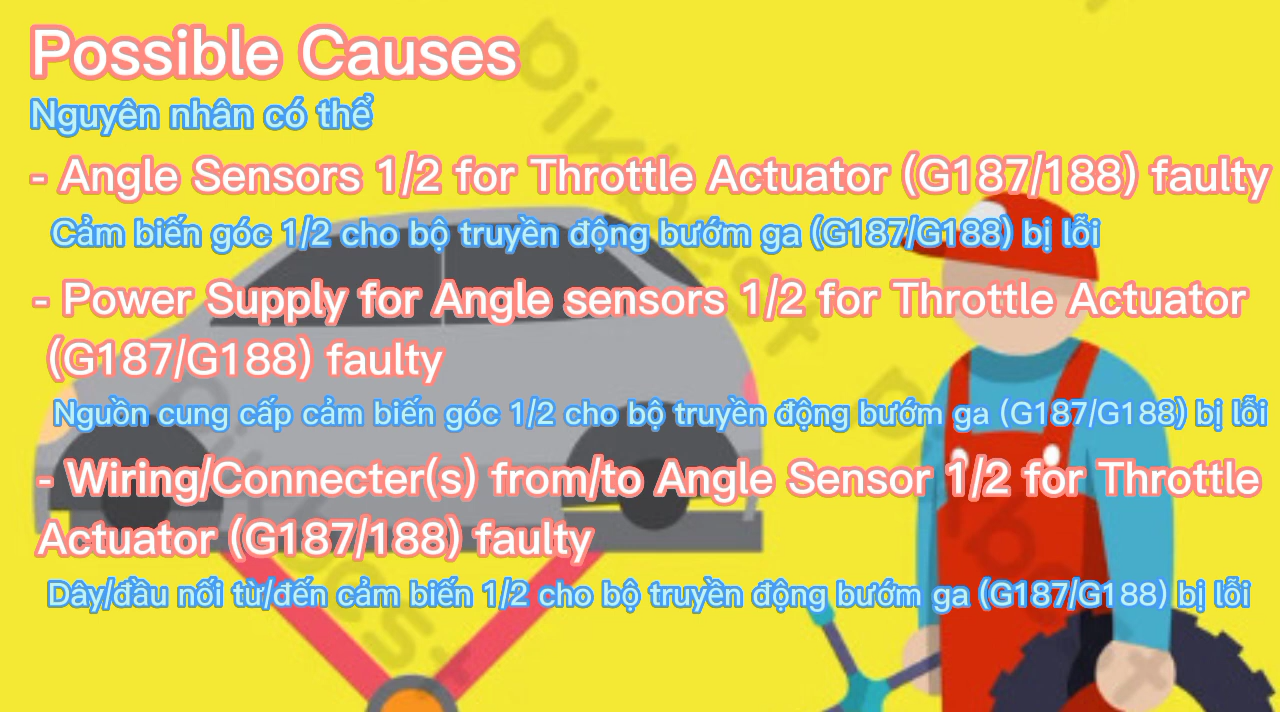 Possible Causes
Nguyên nhân có thể
- Angle Sensors 1/2 for Throttle Actuator (G187/188) faulty
Cảm biến góc 1/2 cho bộ truyền động bướm ga (G187/G188) bị lỗi
- Power Supply for Angle sensors 1/2 for Throttle Actuator
(G187/G188) faulty
Nguồn cung cấp cảm biến góc 1/2 cho bộ truyền động bướm ga (G187/G188) bị lỗi
- Wiring/Connecter(s) from/to Angle Sensor 1/2 for Throttle
Actuator (G187/188) faulty
Dây/đầu nối từ/đến cảm biến 1/2 cho bộ truyền động bướm ga (G187/G188) bị lỗi
pikbest
pikbest
pikbest